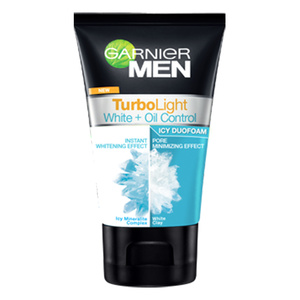 GARNIER
MEN
NEW
TurboLight
White + Oil Control
ICY DUOFOAM
INSTANT WHITENING EFFECT
PORE MINIMIZING EFFECT
Icy Mineralite Complex
White Clay